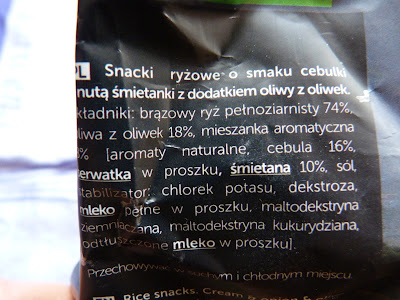 PL Snacki ryżowe o smaku cebulki
nutą śmietanki z dodatkiem oliwy z oliwek.
kładniki: brązowy ryż pełnoziarnisty 74%,
liwa z oliwek 18%, mieszanka aromatyczna
% [aromaty naturalne, cebula 16%,
erwatka w proszku, śmietana 10%, sól,
stabilizator: chlorek potasu, dekstroza,
mleko pełne w proszku, maltodekstryna
ziemniaczana, maltodekstryna kukurydziana,
odtłuszczone mleko w proszku].
Przechowywać w suchym i chłodnym miejscu.
Rice snacks. Cream & onion